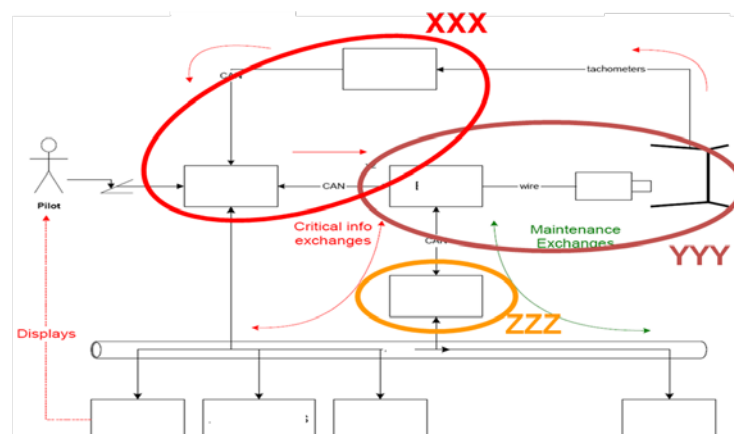 XXX
CAN
tachometers
Pilot
CAN
I
wire
Critical info
exchanges
CAN
Maintenance
Exchanges
YYY
ZZZ
Displays
s